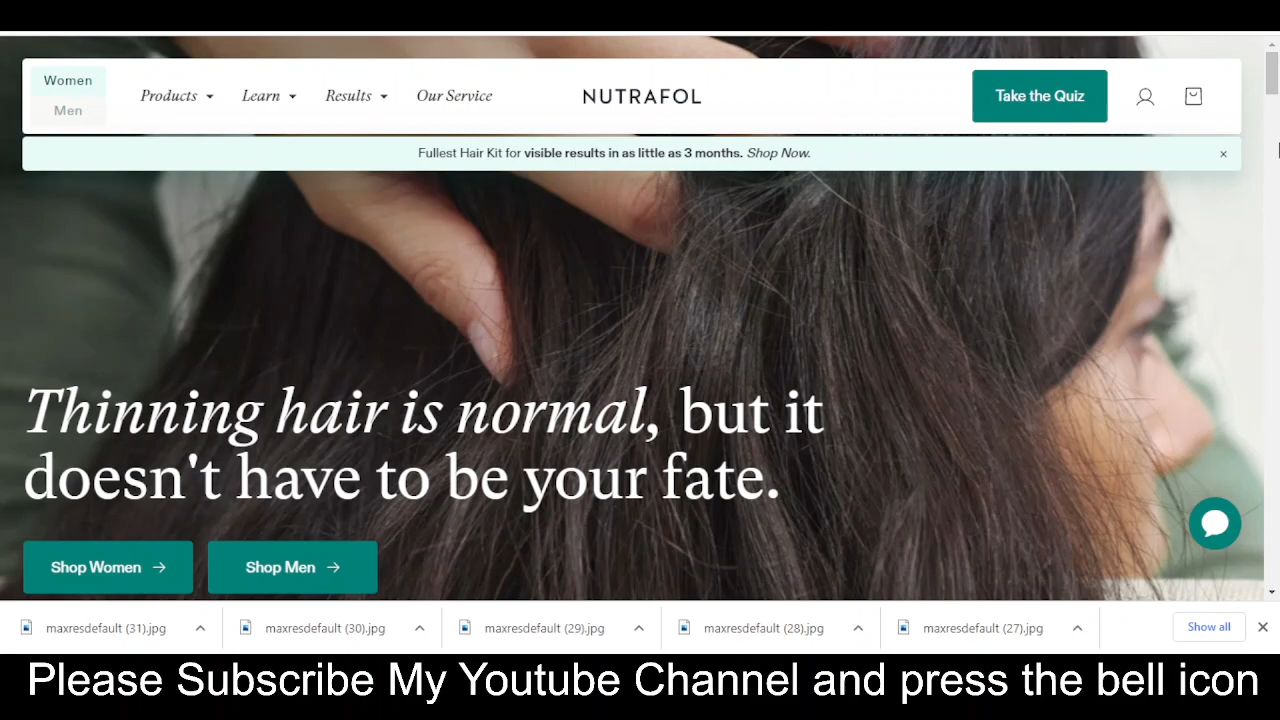 Women
Men
Products
Learn
Results
Our Service
NUTRAFOL
Take the Quiz
Fullest Hair Kit for visible results in as little as 3 months. Shop Now.
Thinning hair is normal, but it
doesn't have to be your fate.
Shop Women
Shop Men
maxresdefault (31).jpg
maxresdefault (30).jpg
maxresdefault (29).jpg
maxresdefault (28).jpg
maxresdefault (27).jpg
Show all
Please Subscribe My Youtube Channel and press the bell icon